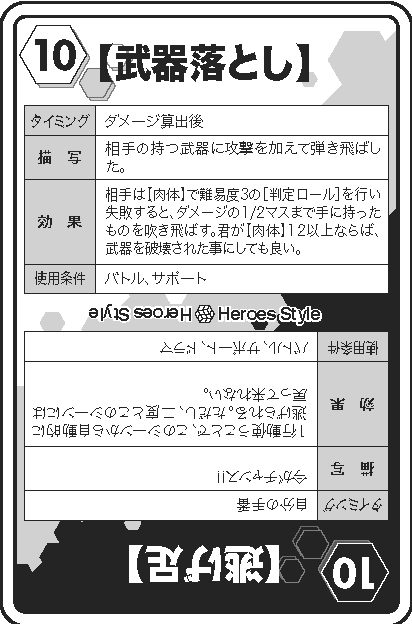 10
【武器落とし】
タイミング ダメージ算出後
描写 相手の持つ武器に攻撃を加えて弾き飛ばし
た。
効果 相手は【肉体】で難易度3の[判定ロール]を行い
失敗すると、ダメージの1/2マスまで手に持った
ものを吹き飛ばす。君が【肉体】12以上ならば、
武器を破壊された事にしても良い。
使用条件 バトル、サポート
Heroes Style
Heroes Style
10
【逃げ足】
タイミング 自分の手番
描写 今がチャンス!!
効果 1行動使うことで、このシーンから自動的に
逃げられる。ただし、二度とこのシーンには
戻って来れない。
使用条件 バトル、サポート、ドラマ